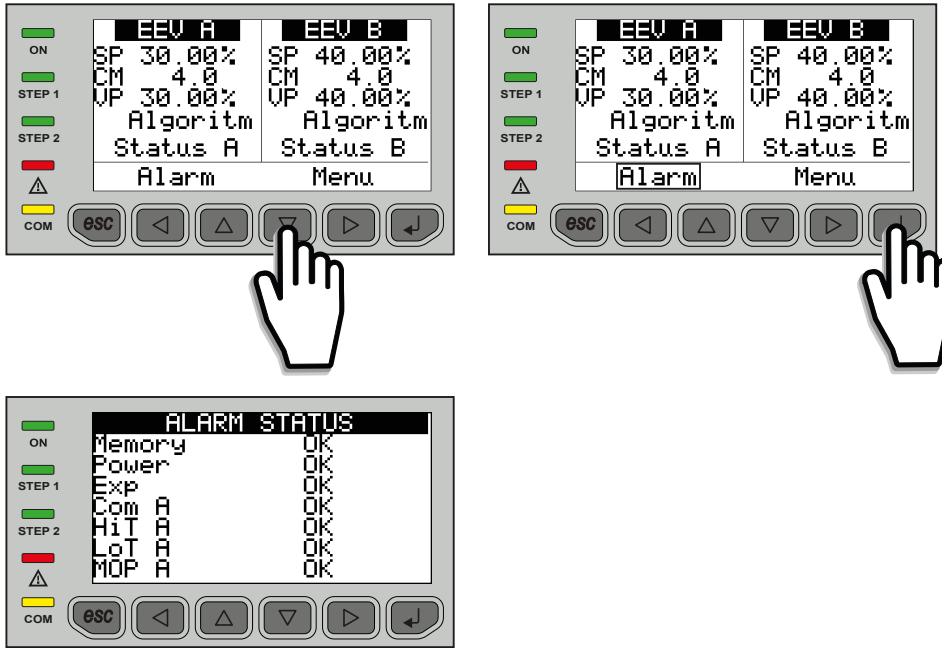 EEV A EEV B
ON
SP 30.00% SP 40.00%
CM 4.0 CM 4.0
STEP 1
VP 30.00% VP 40.00%
Algoritm Algoritm
STEP 2
Status A Status B
Alarm Menu
COM
esc
EEV A EEV B
ON
SP 30.00% SP 40.00%
CM 4.0 CM 4.0
STEP 1
VP 30.00% VP 40.00%
Algoritm Algoritm
STEP 2
Status A Status B
Alarm Menu
COM
esc
ALARM STATUS
ON
Memory OK
Power OK
STEP 1
Exp OK
Com A OK
STEP 2
HiT A OK
LoT A OK
MOP A OK
COM
esc